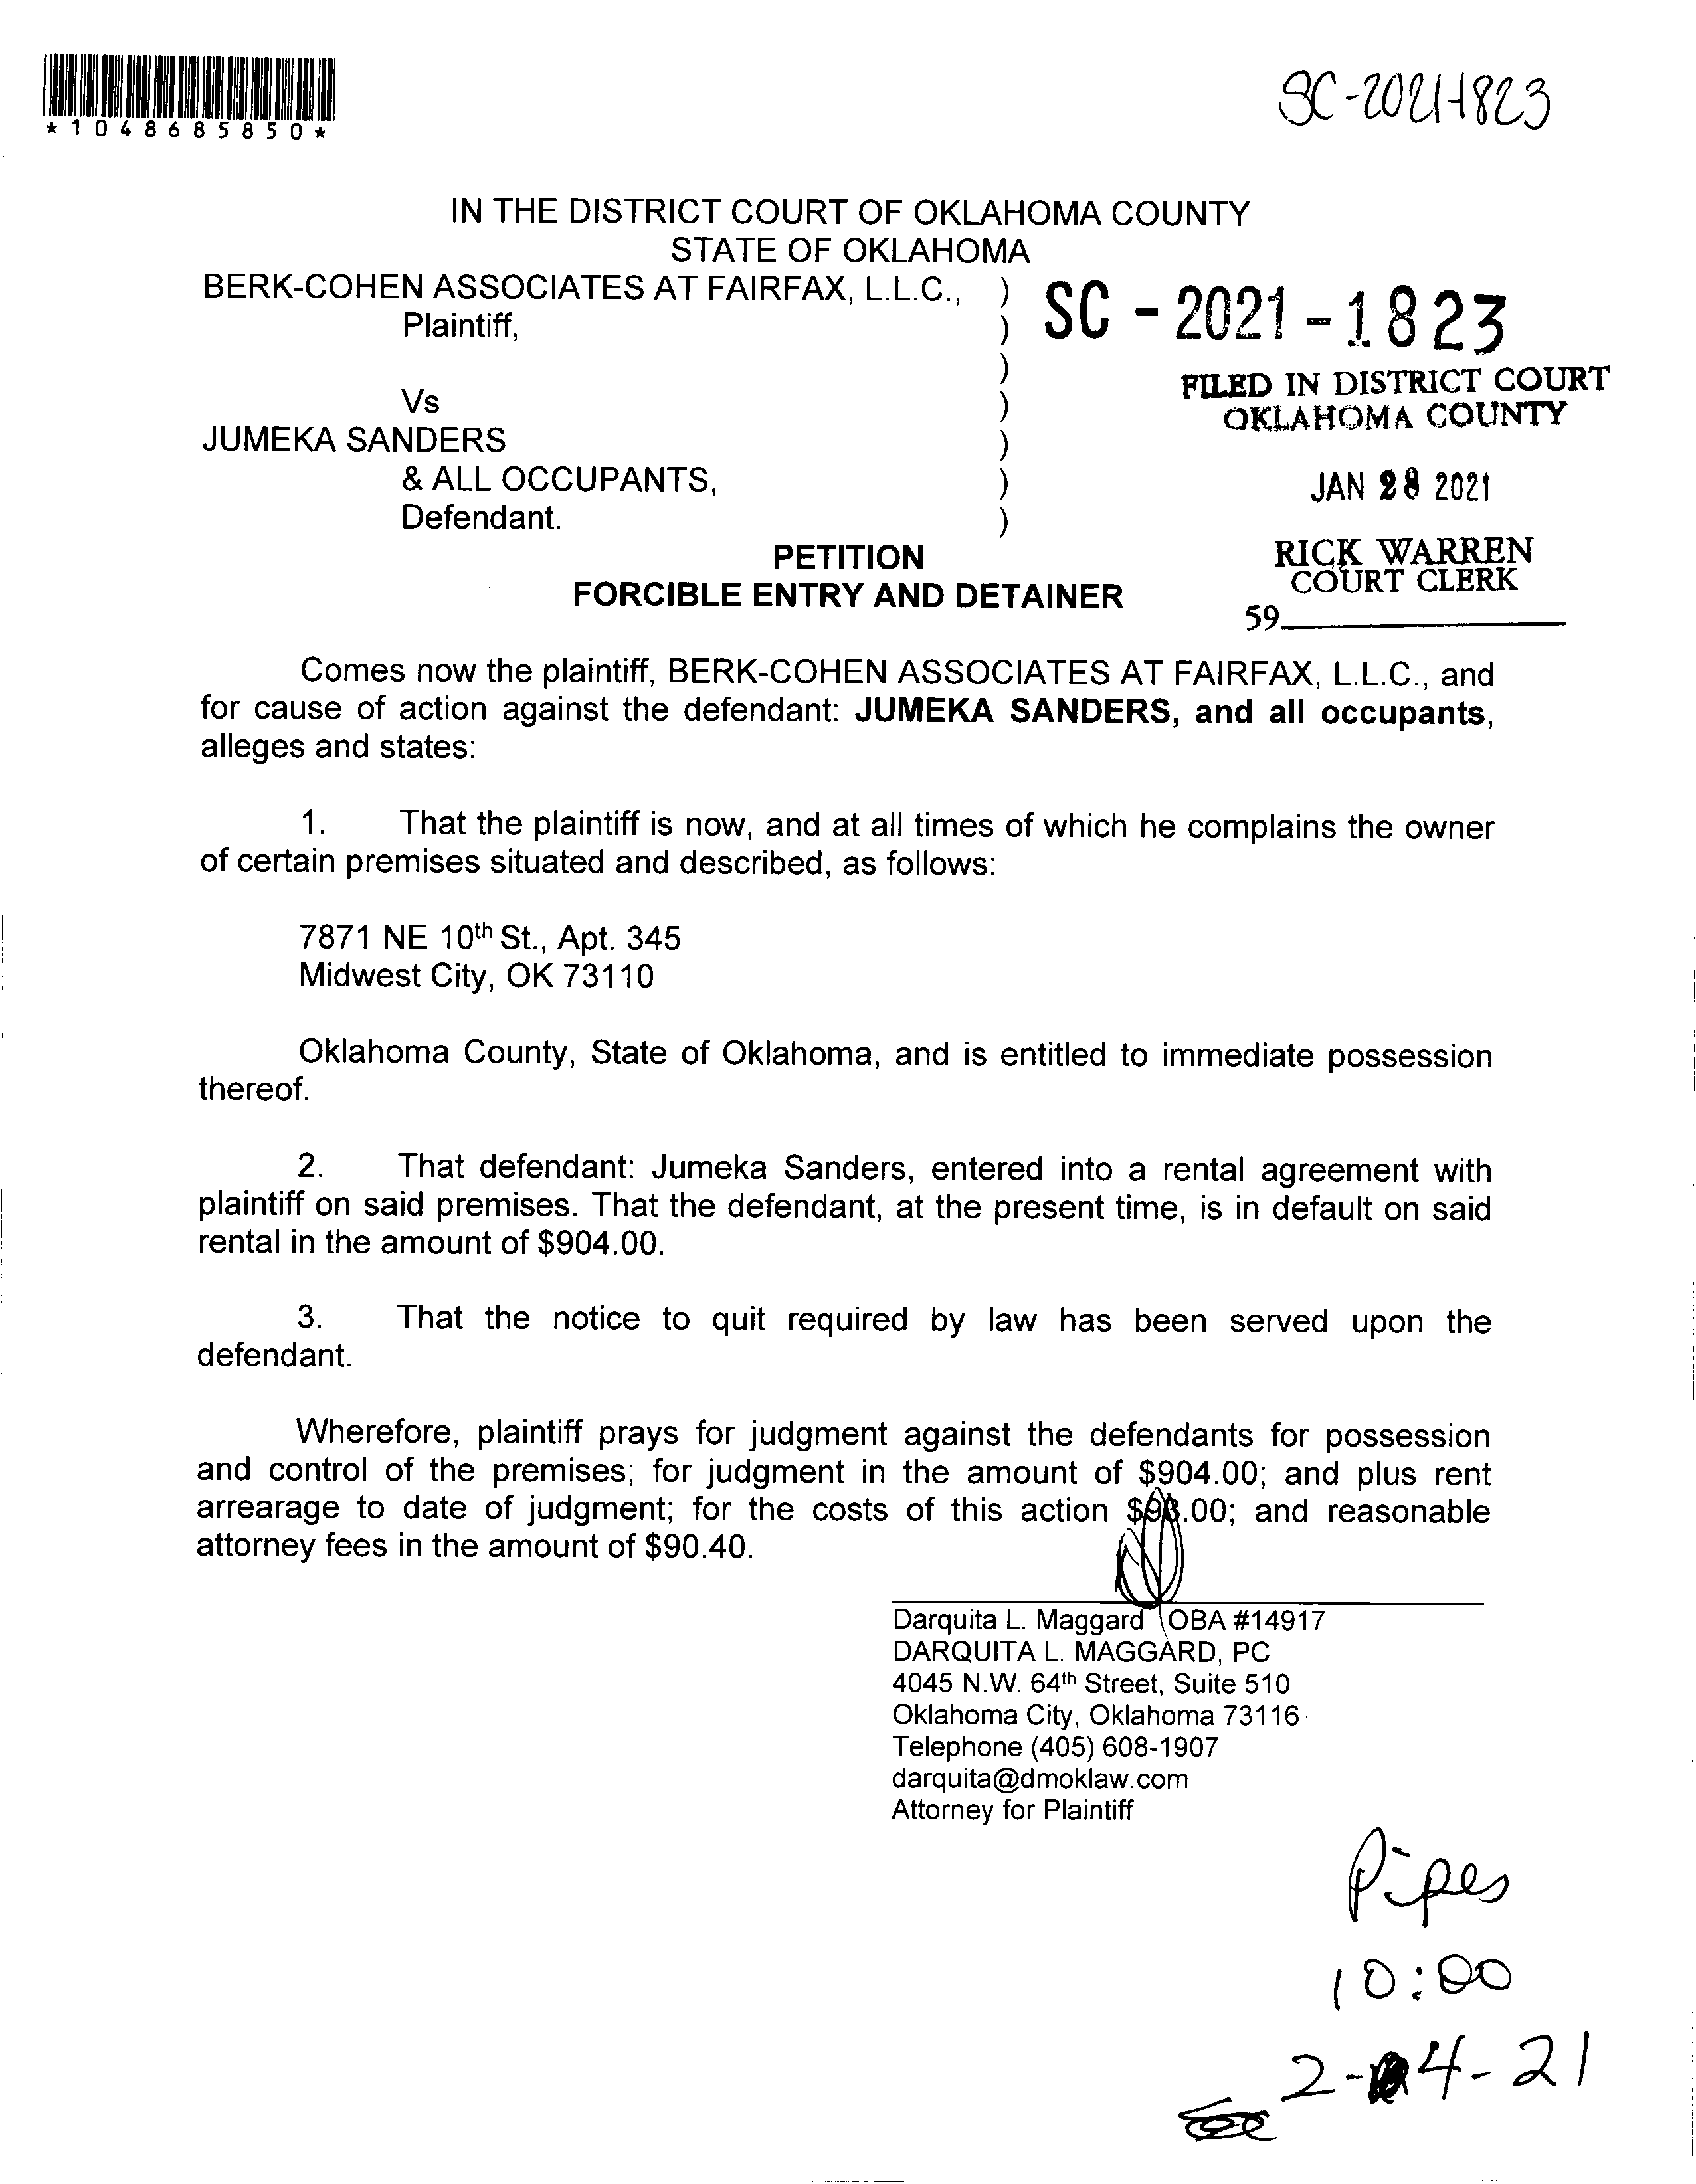 *1048685850*
SC-2021-1823
IN THE DISTRICT COURT OF OKLAHOMA COUNTY
STATE OF OKLAHOMA
BERK-COHEN ASSOCIATES AT FAIRFAX, L.L.C., )
Plaintiff, )
)
Vs )
JUMEKA SANDERS )
& ALL OCCUPANTS, )
Defendant. )
SC - 2021 - 1823
FILED IN DISTRICT COURT
OKLAHOMA COUNTY
JAN 28 2021
RICK WARREN
COURT CLERK
59
PETITION
FORCIBLE ENTRY AND DETAINER
Comes now the plaintiff, BERK-COHEN ASSOCIATES AT FAIRFAX, L.L.C., and
for cause of action against the defendant: JUMEKA SANDERS, and all occupants,
alleges and states:
1. That the plaintiff is now, and at all times of which he complains the owner
of certain premises situated and described, as follows:
7871 NE 10th St., Apt. 345
Midwest City, OK 73110
Oklahoma County, State of Oklahoma, and is entitled to immediate possession
thereof.
2. That defendant: Jumeka Sanders, entered into a rental agreement with
plaintiff on said premises. That the defendant, at the present time, is in default on said
rental in the amount of $904.00.
3. That the notice to quit required by law has been served upon the
defendant.
Wherefore, plaintiff prays for judgment against the defendants for possession
and control of the premises; for judgment in the amount of $904.00; and plus rent
arrearage to date of judgment; for the costs of this action ; and reasonable
attorney fees in the amount of $90.40.
Darquita L. Maggard OBA #14917
DARQUITA L. MAGGARD, PC
4045 N.W. 64th Street, Suite 510
Oklahoma City, Oklahoma 73116
Telephone (405) 608-1907
darquita@dmoklaw.com
Attorney for Plaintiff
Pipes
10:00
2-4-21